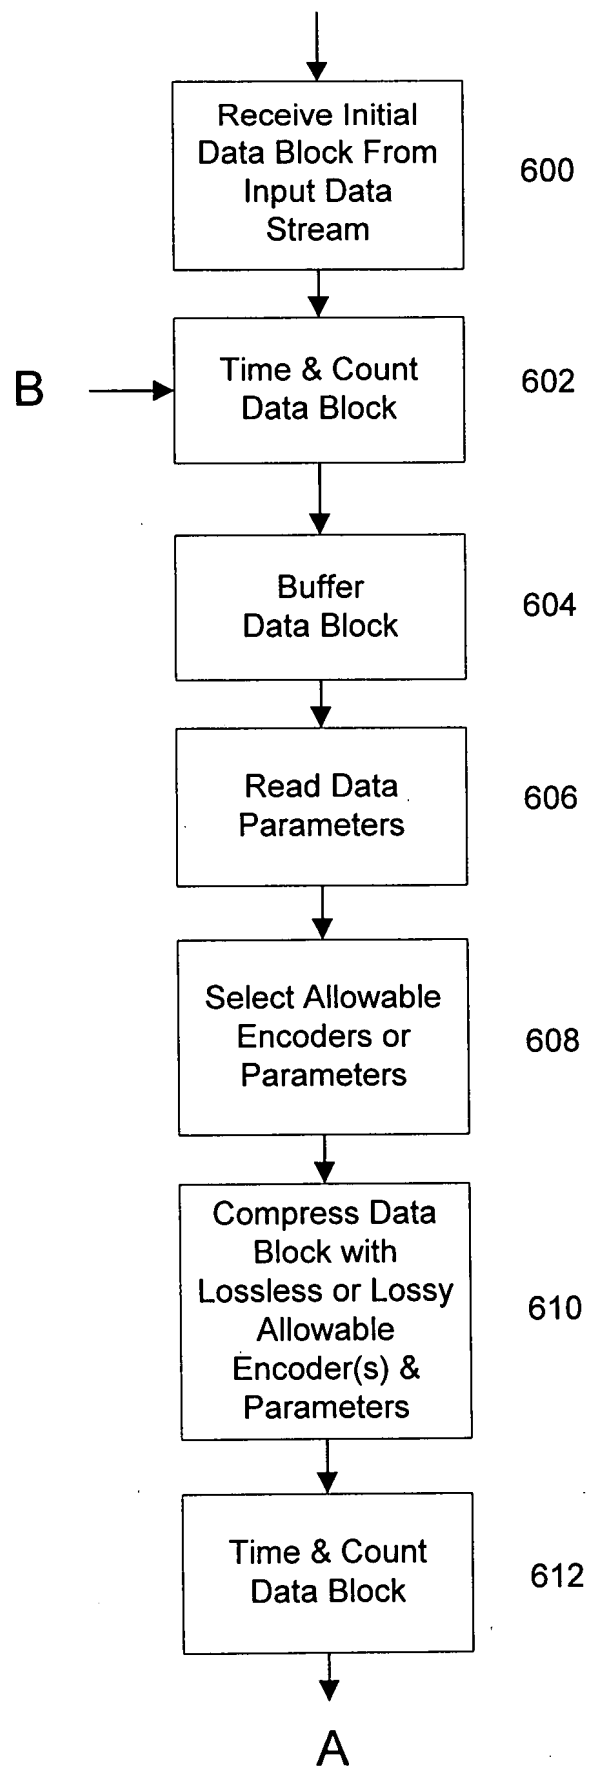 Receive Initial
Data Block From
Input Data
Stream
600
B
Time & Count
Data Block
602
Buffer
Data Block
604
Read Data
Parameters
606
Select Allowable
Encoders or
Parameters
608
Compress Data
Block with
Lossless or Lossy
Allowable
Encoder(s) &
Parameters
610
Time & Count
Data Block
612
A